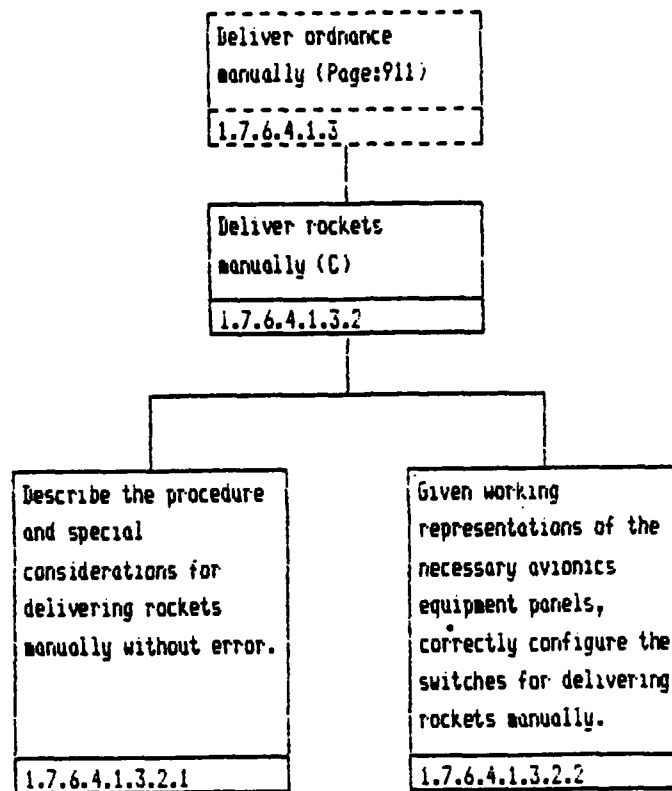 Deliver ordnance
manually (Page:911)
1.7.6.4.1.3
Deliver rockets
manually (C)
1.7.6.4.1.3.2
Describe the procedure
and special
considerations for
delivering rockets
manually without error.
1.7.6.4.1.3.2.1
Given working
representations of the
necessary avionics
equipment panels,
correctly configure the
switches for delivering
rockets manually.
1.7.6.4.1.3.2.2